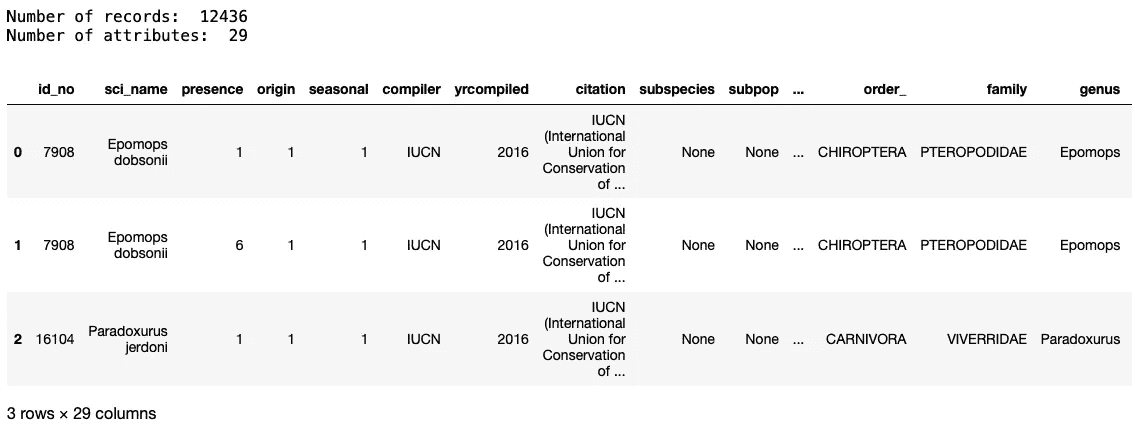 Number of records:  12436
Number of attributes:  29
id_no sci_name presence origin seasonal compiler yrcompiled citation subspecies subpop ... order_ family genus
IUCN
(International
0 7908 Epomops dobsonii 1 1 1 IUCN 2016 Union for None None ... CHIROPTERA PTEROPODIDAE Epomops
Conservation
of ...
IUCN
(International
1 7908 Epomops dobsonii 6 1 1 IUCN 2016 Union for None None ... CHIROPTERA PTEROPODIDAE Epomops
Conservation
of ...
IUCN
(International
2 16104 Paradoxurus jerdoni 1 1 1 IUCN 2016 Union for None None ... CARNIVORA VIVERRIDAE Paradoxurus
Conservation
of ...
3 rows × 29 columns